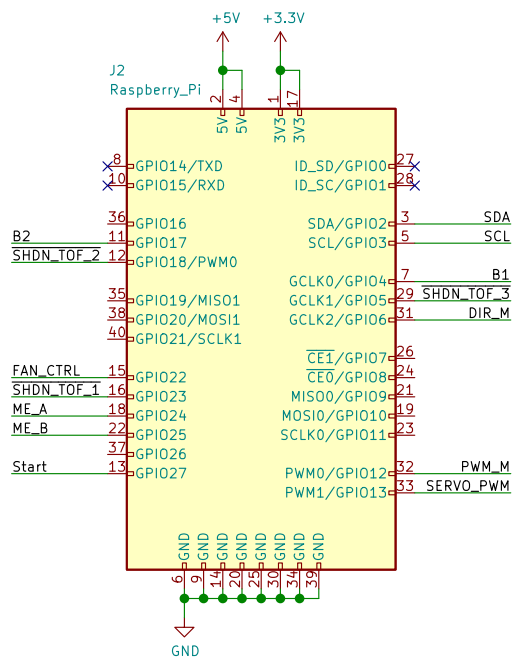 +5V +3.3V
J2
Raspberry_Pi
2 4 1 17
5V 5V 3V3 3V3
8 GPIO14/TXD ID_SD/GPIO0 27
10 GPIO15/RXD ID_SC/GPIO1 28
36 GPIO16 SDA/GPIO2 3 SDA
B2 11 GPIO17 SCL/GPIO3 5 SCL
SHDN_TOF_2 12 GPIO18/PWM0
GCLK0/GPIO4 7 B1
35 GPIO19/MISO1 GCLK1/GPIO5 29 SHDN_TOF_3
38 GPIO20/MOSI1 GCLK2/GPIO6 31 DIR_M
40 GPIO21/SCLK1
CE1/GPIO7 26
FAN_CTRL 15 GPIO22 CE0/GPIO8 24
SHDN_TOF_1 16 GPIO23 MISO0/GPIO9 21
ME_A 18 GPIO24 MOSI0/GPIO10 19
ME_B 22 GPIO25 SCLK0/GPIO11 23
37 GPIO26
Start 13 GPIO27 PWM0/GPIO12 32 PWM_M
PWM1/GPIO13 33 SERVO_PWM
GND GND GND GND GND GND GND GND
6 9 14 20 25 30 34 39
GND